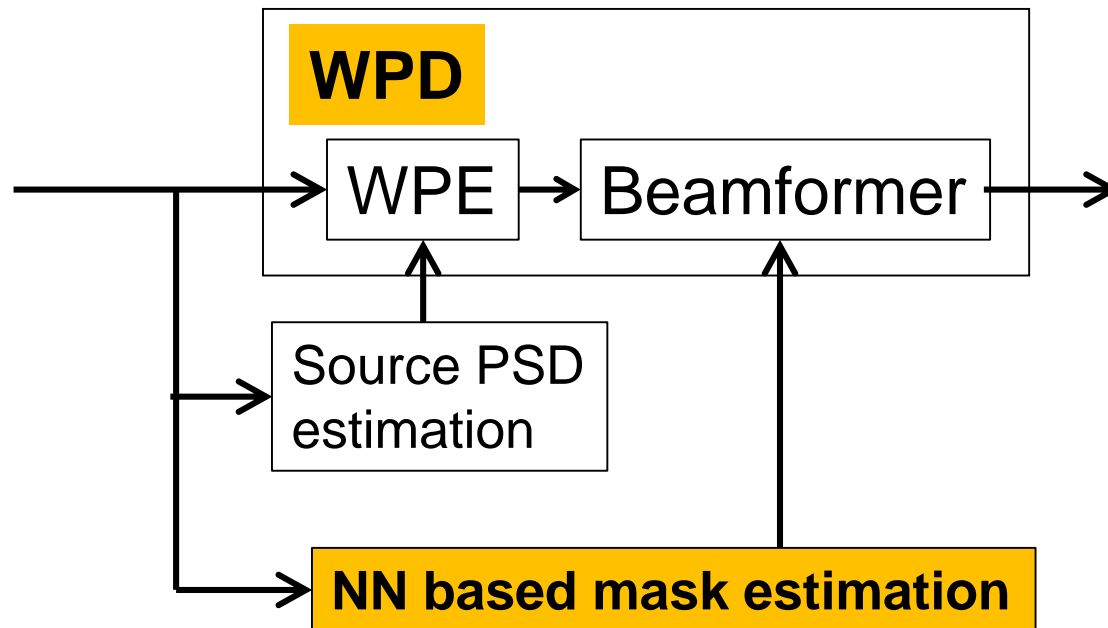 WPD
WPE
Beamformer
Source PSD
estimation
NN based mask estimation